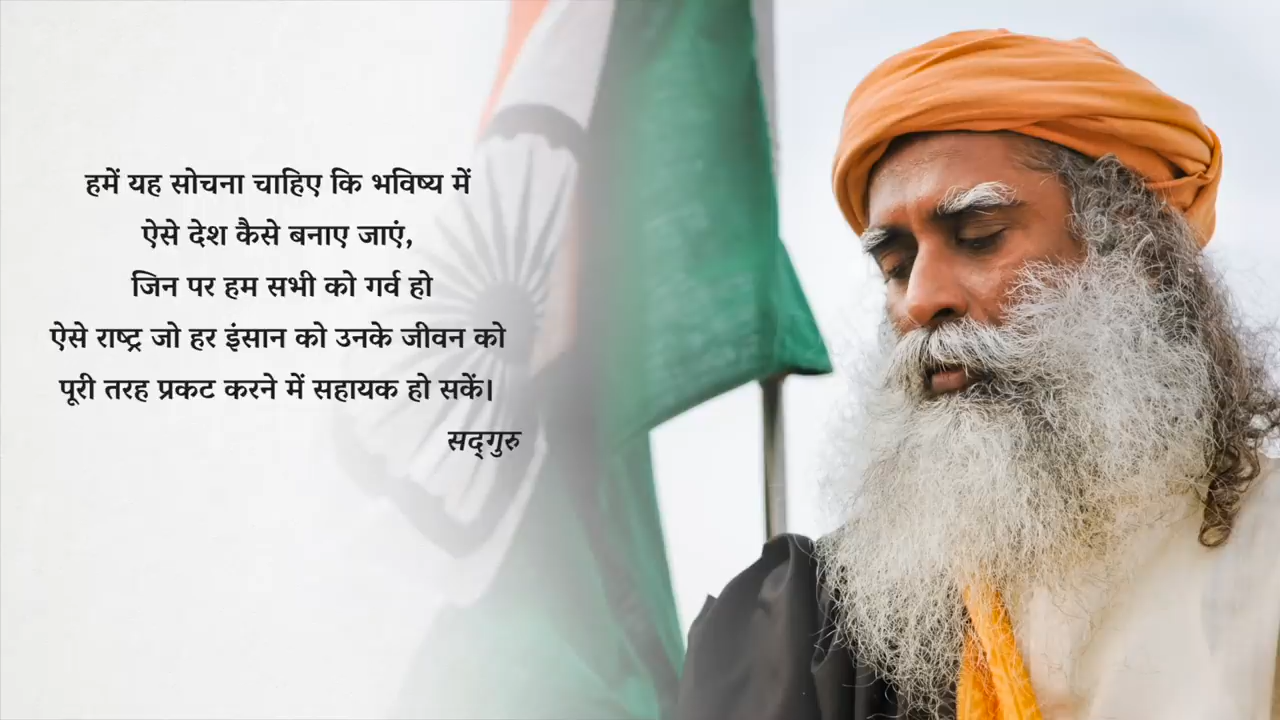 हमें यह सोचना चाहिए कि भविष्य में
ऐसे देश कैसे बनाए जाएं,
जिन पर हम सभी को गर्व हो
ऐसे राष्ट्र जो हर इंसान को उनके जीवन को
पूरी तरह प्रकट करने में सहायक हो सकें।
सद्‌गुरु